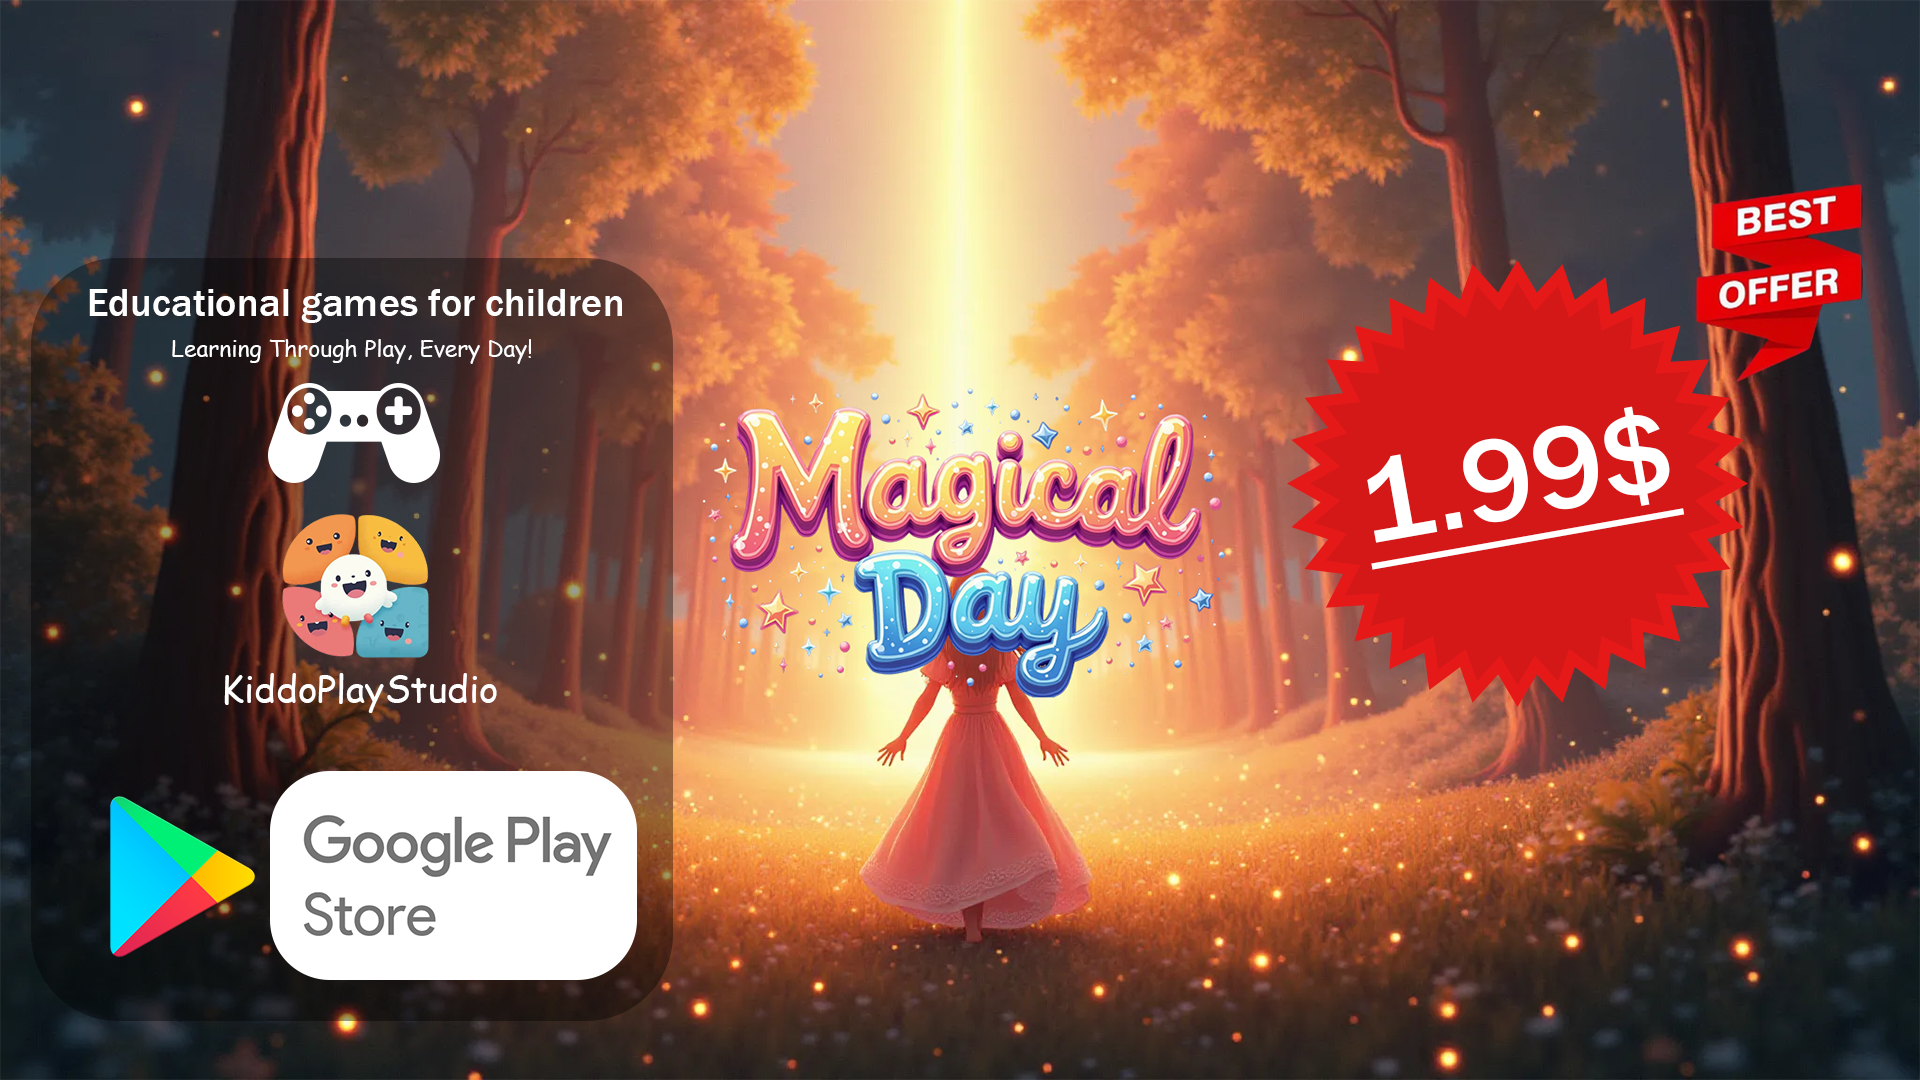 Educational games for children
Learning Through Play, Every Day!
KiddoPlayStudio
Google Play
Store
Magical
Day
BEST
OFFER
1.99$